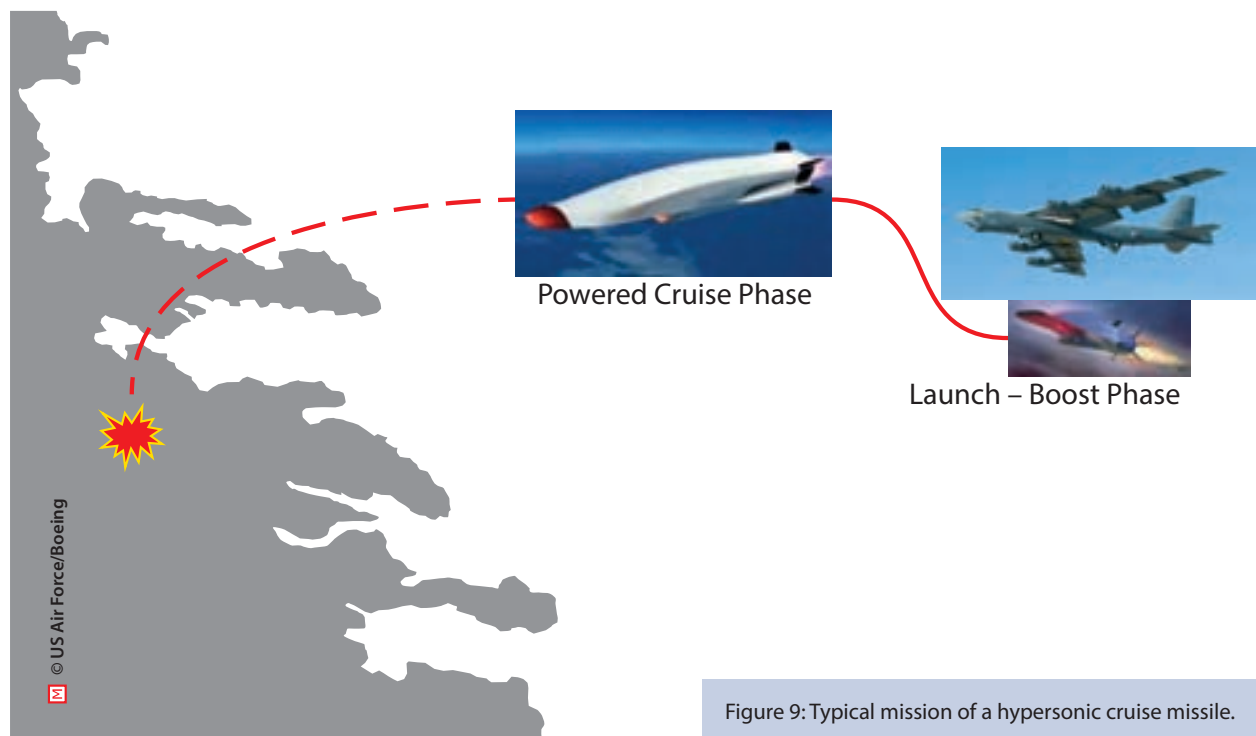 Powered Cruise Phase
Launch – Boost Phase
M © US Air Force/Boeing
Figure 9: Typical mission of a hypersonic cruise missile.